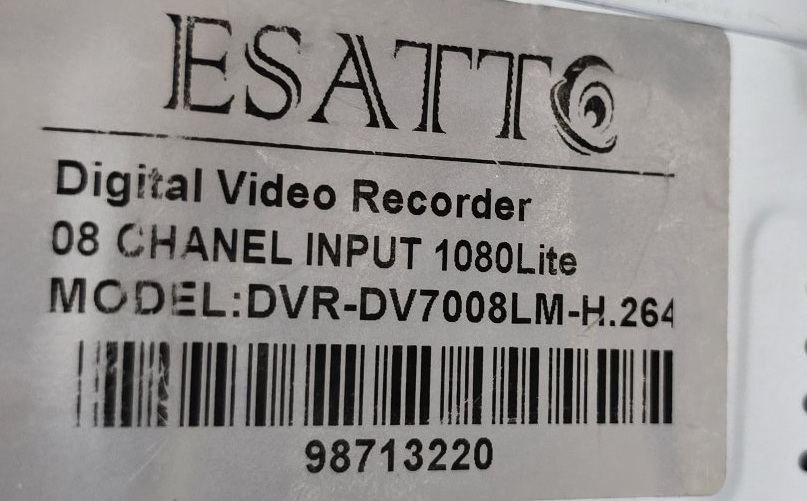 ESATTO
Digital Video Recorder
08 CHANEL INPUT 1080Lite
MODEL:DVR-DV7008LM-H.264
98713220